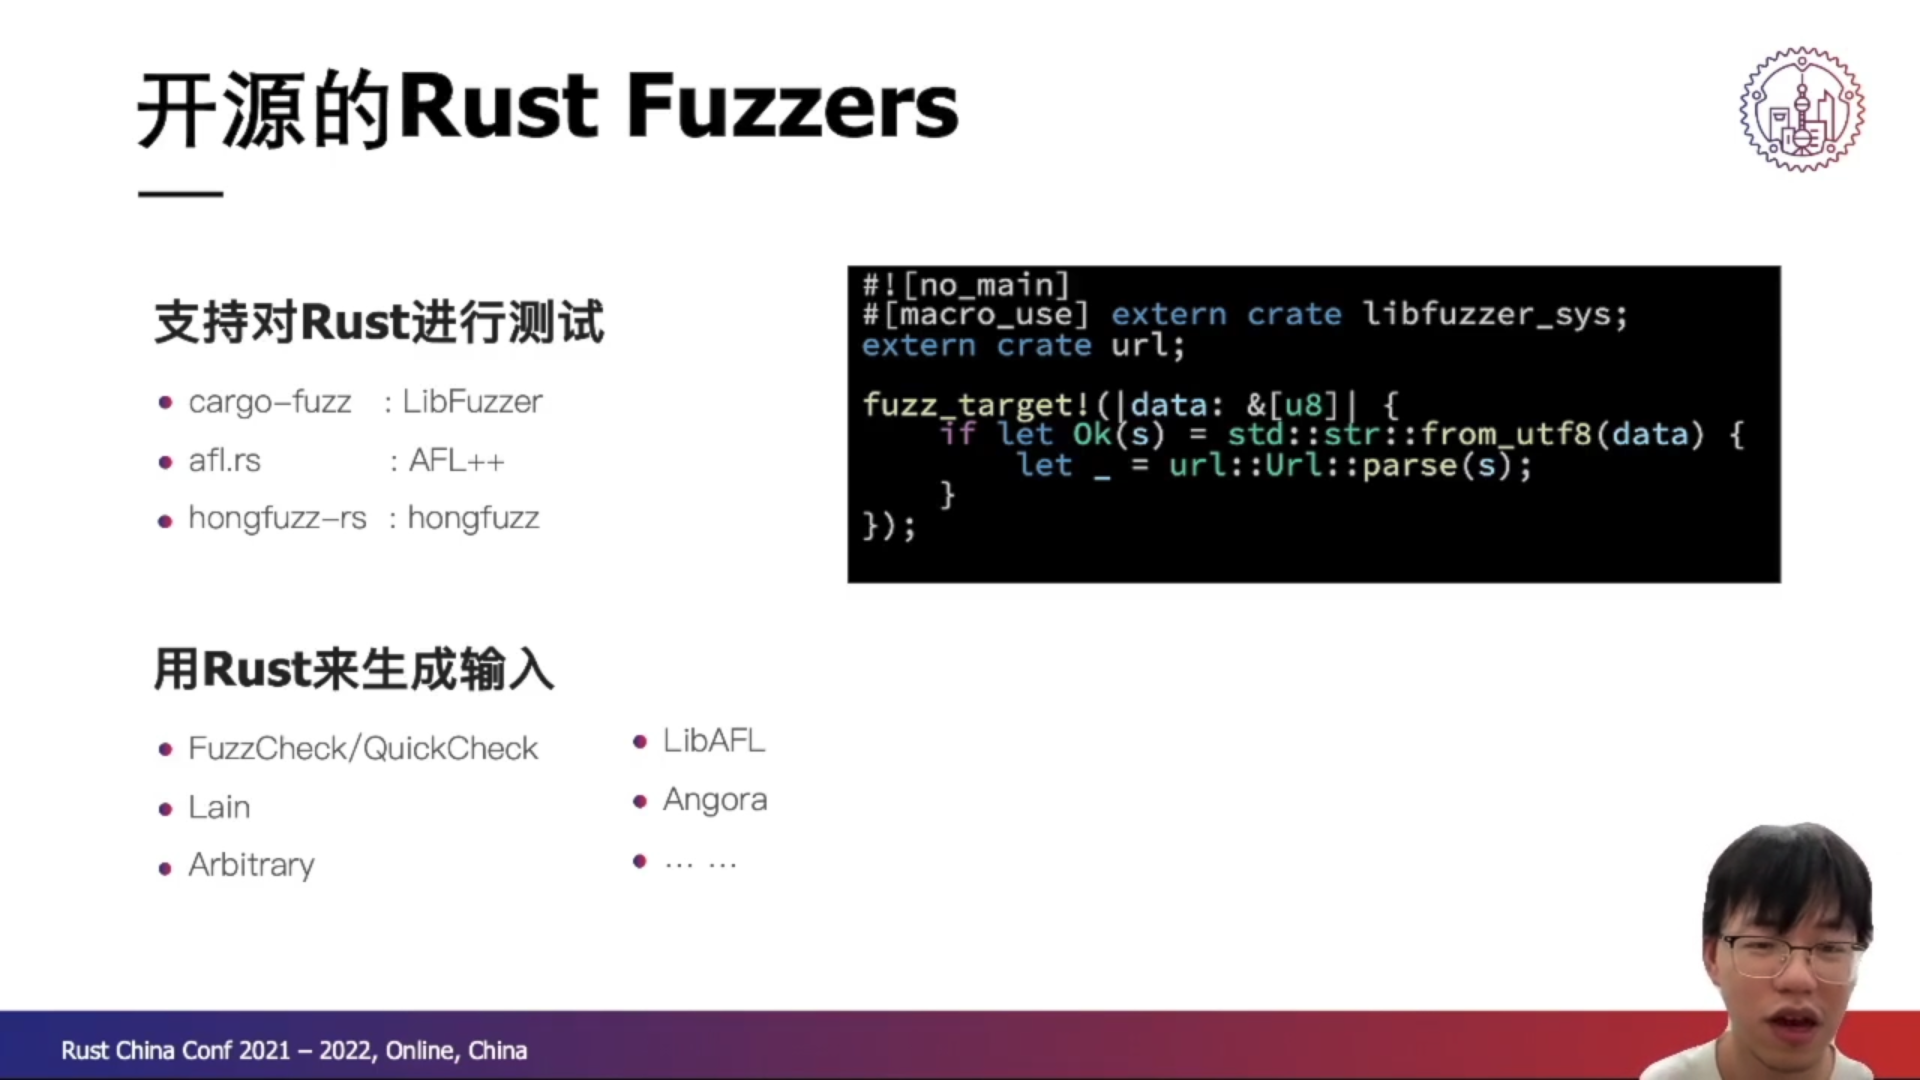 开源的Rust Fuzzers
支持对Rust进行测试
cargo-fuzz : LibFuzzer
afl.rs : AFL++
hongfuzz-rs : hongfuzz
#![no_main]
#[macro_use] extern crate libfuzzer_sys;
extern crate url;
fuzz_target!(|data: &[u8]| {
    if let Ok(s) = std::str::from_utf8(data) {
        let _ = url::Url::parse(s);
    }
});
用Rust来生成输入
FuzzCheck/QuickCheck
Lain
Arbitrary
LibAFL
Angora
... ...
Rust China Conf 2021 – 2022, Online, China